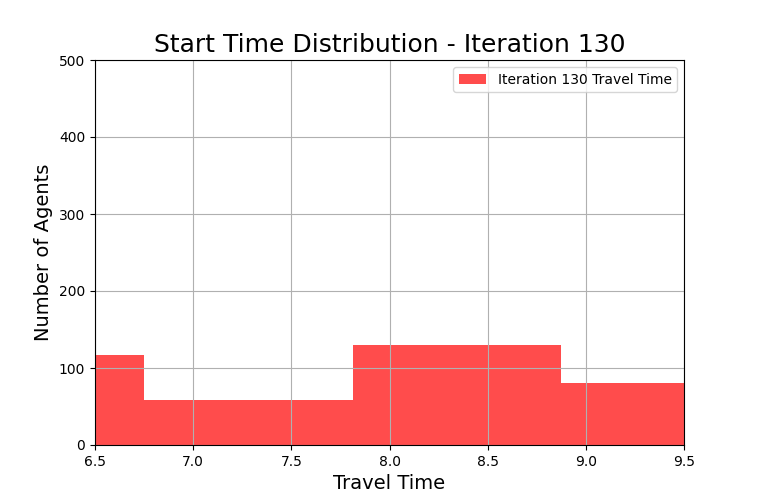 Start Time Distribution - Iteration 130
Iteration 130 Travel Time
500
400
300
200
100
0
Number of Agents
6.5 7.0 7.5 8.0 8.5 9.0 9.5
Travel Time